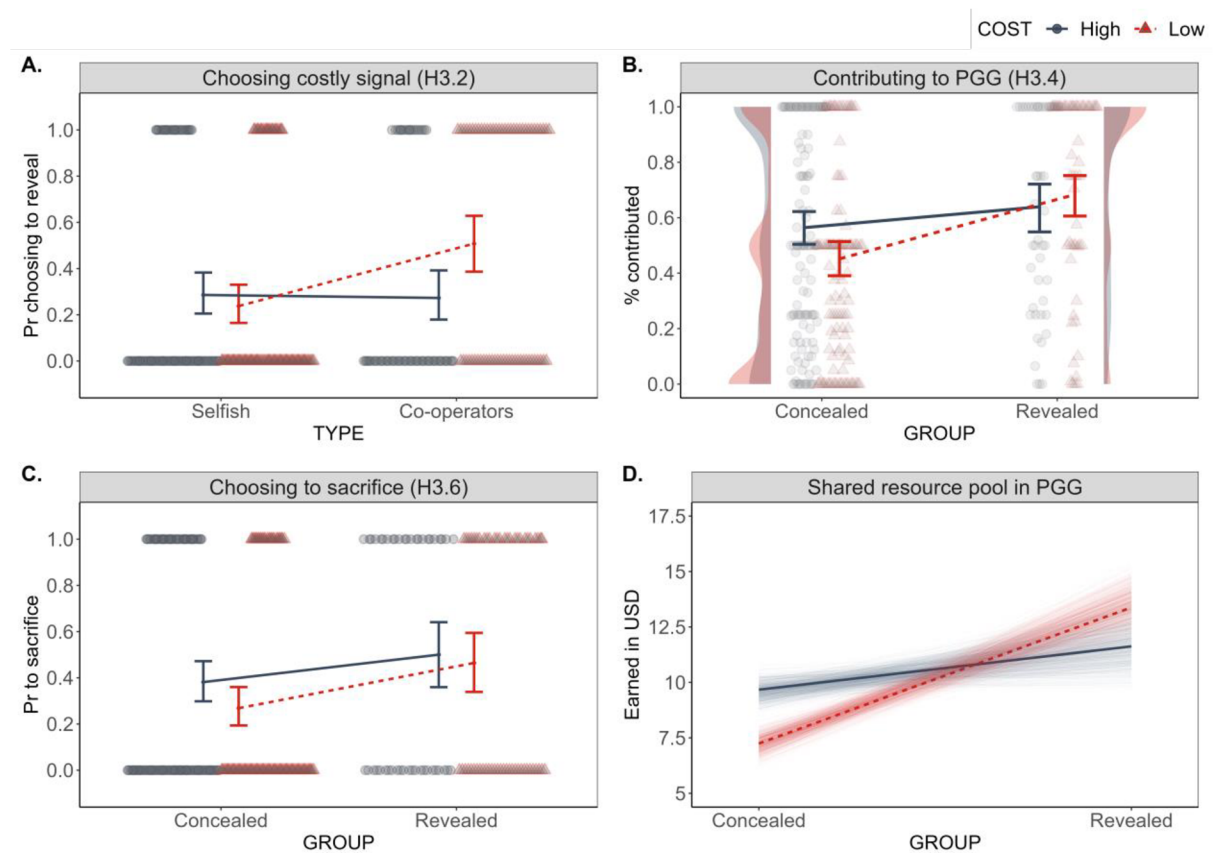 COST High Low
A.
Choosing costly signal (H3.2)
Pr choosing to reveal
1.0
0.8
0.6
0.4
0.2
0.0
Selfish Co-operators
TYPE
B.
Contributing to PGG (H3.4)
% contributed
1.0
0.8
0.6
0.4
0.2
0.0
Concealed Revealed
GROUP
C.
Choosing to sacrifice (H3.6)
Pr to sacrifice
1.0
0.8
0.6
0.4
0.2
0.0
Concealed Revealed
GROUP
D.
Shared resource pool in PGG
Earned in USD
17.5
15
12.5
10
7.5
5
Concealed Revealed
GROUP